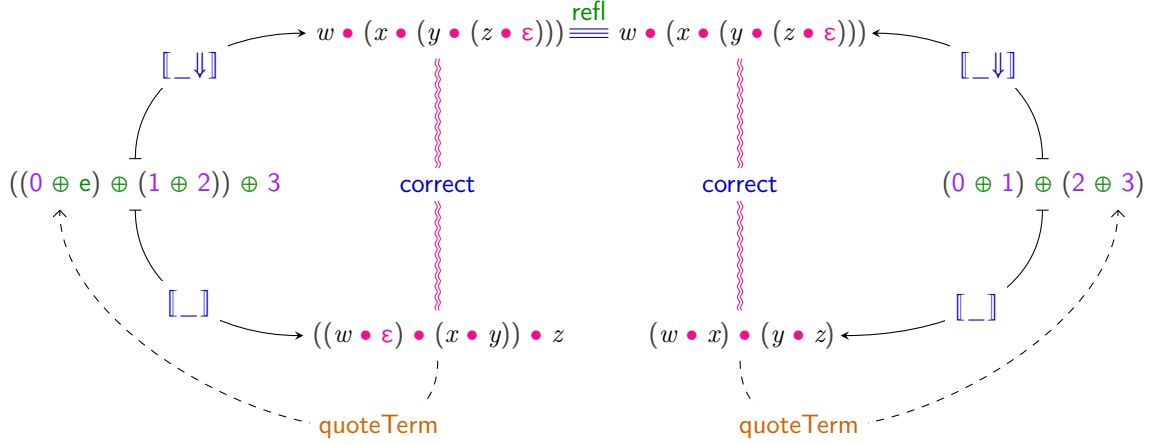 refl
w • (x • (y • (z • ε))) ≡ w • (x • (y • (z • ε)))
⟦_⇓⟧ ⟦_⇓⟧
((0 ⊕ e) ⊕ (1 ⊕ 2)) ⊕ 3 correct correct (0 ⊕ 1) ⊕ (2 ⊕ 3)
⟦_⟧ ⟦_⟧
((w • ε) • (x • y)) • z (w • x) • (y • z)
quoteTerm quoteTerm